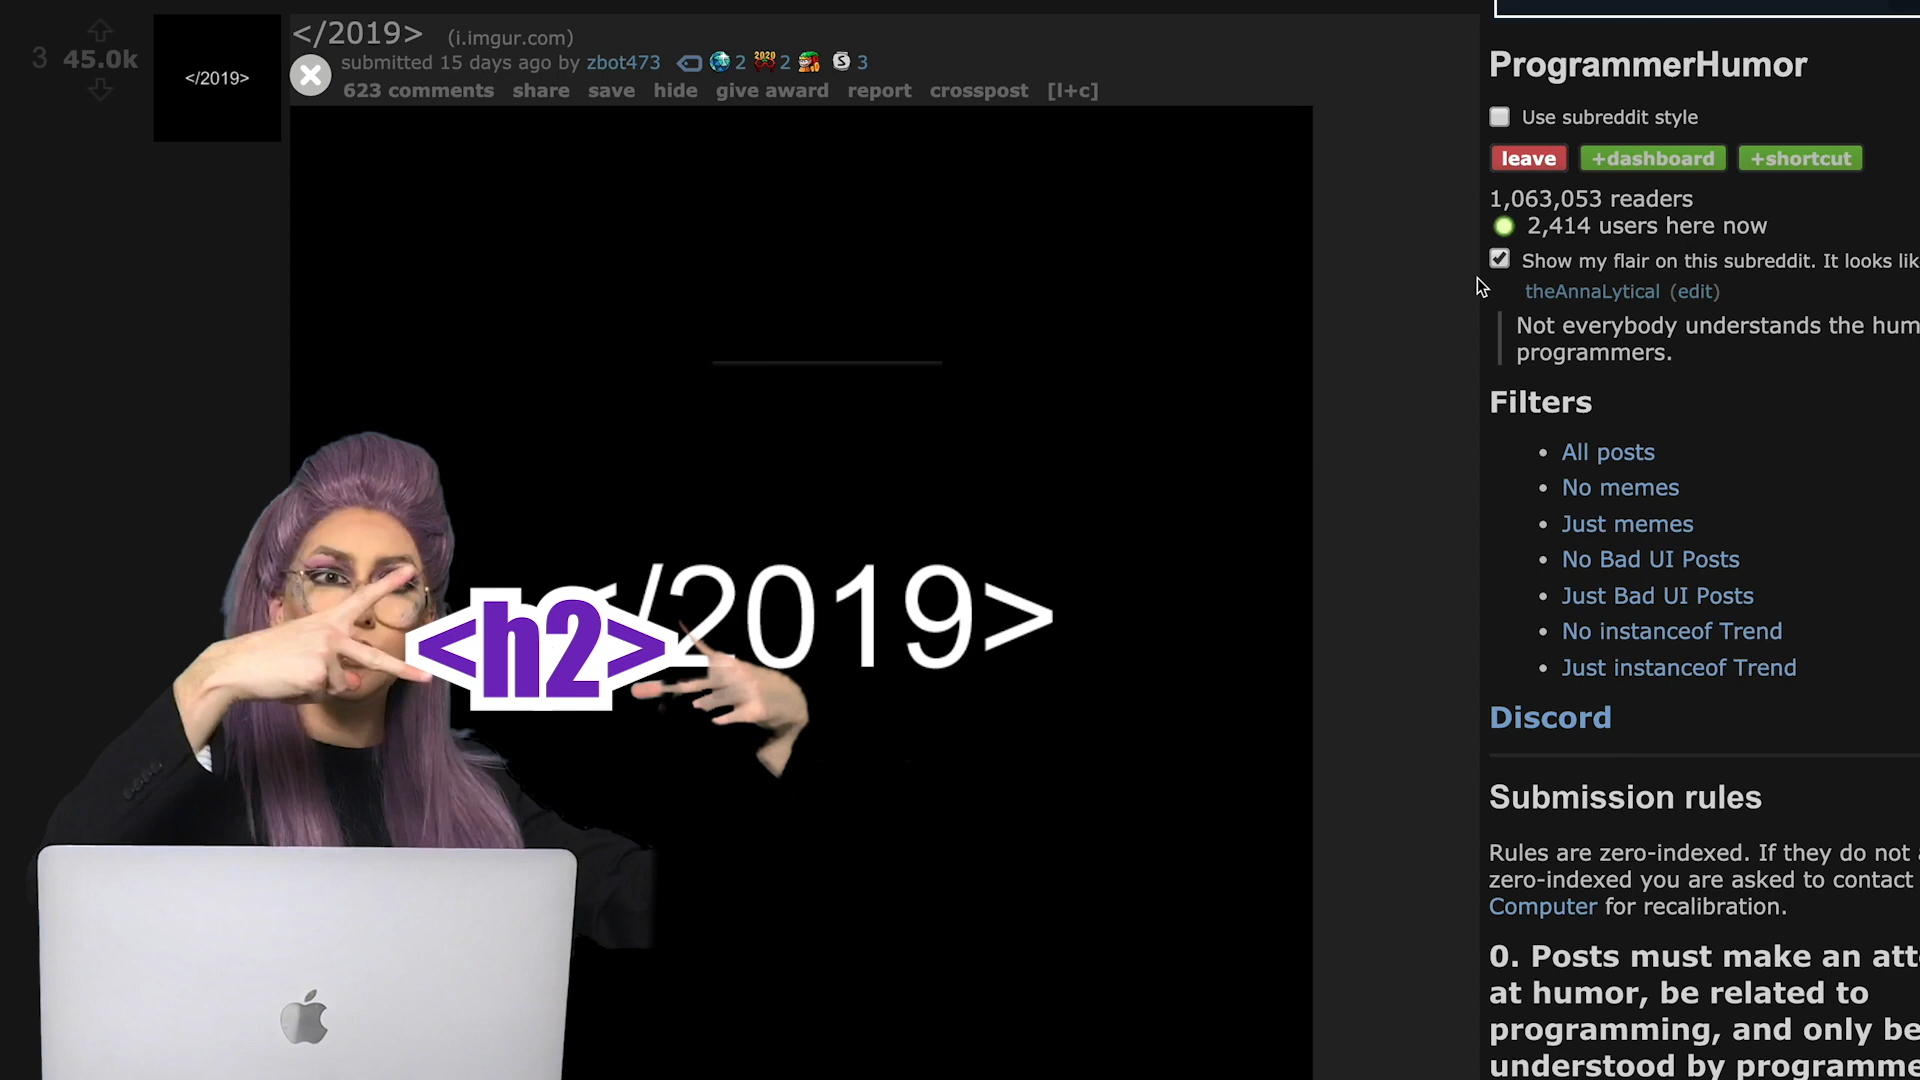 3 45.0k
</2019>
</2019> (i.imgur.com)
submitted 15 days ago by zbot473 2 2 3
623 comments share save hide give award report crosspost [l+c]
<h2>
/2019>
ProgrammerHumor
Use subreddit style
leave +dashboard +shortcut
1,063,053 readers
2,414 users here now
Show my flair on this subreddit. It looks lik
theAnnaLytical (edit)
Not everybody understands the hum
programmers.
Filters
All posts
No memes
Just memes
No Bad UI Posts
Just Bad UI Posts
No instanceof Trend
Just instanceof Trend
Discord
Submission rules
Rules are zero-indexed. If they do not
zero-indexed you are asked to contact
Computer for recalibration.
0. Posts must make an att
at humor, be related to
programming, and only be
understood by programme